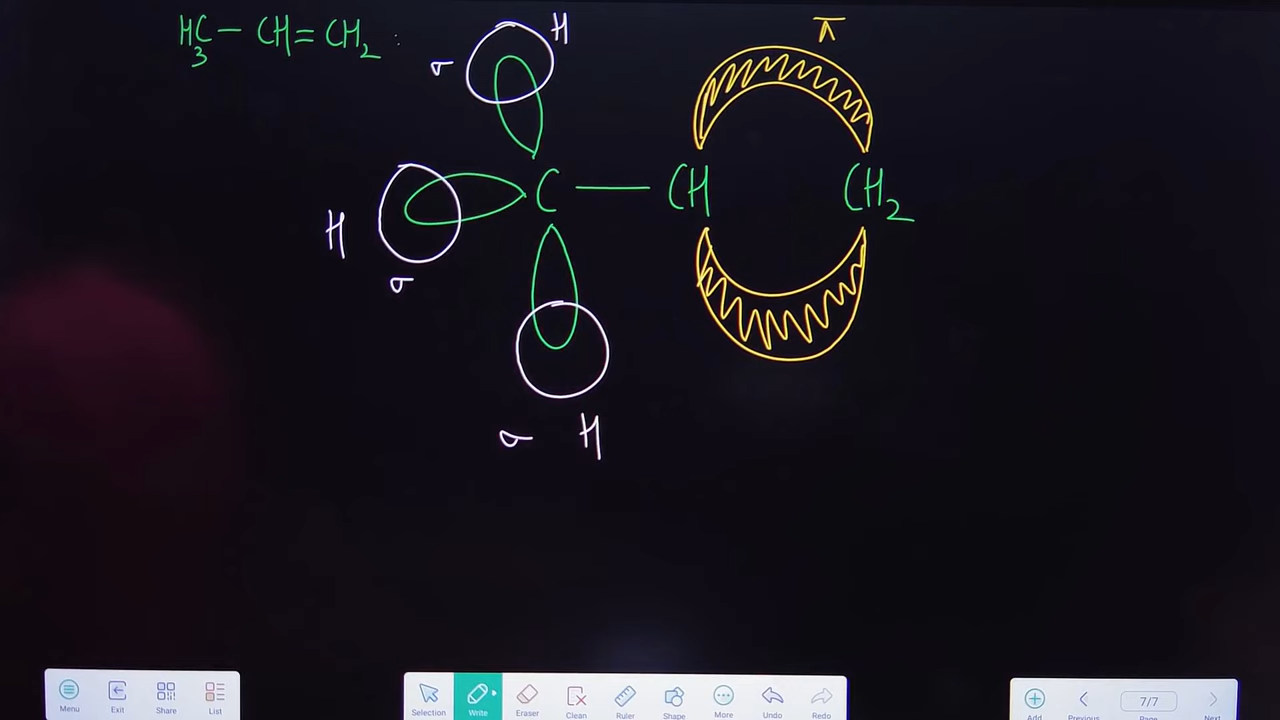 H₃C – CH = CH₂ :
H
σ
π
C — CH CH₂
H
σ
σ H
Menu Exit Share List
Selection Write Eraser Clean Ruler Shape More Undo Redo
7/7
Add Previous Page Next